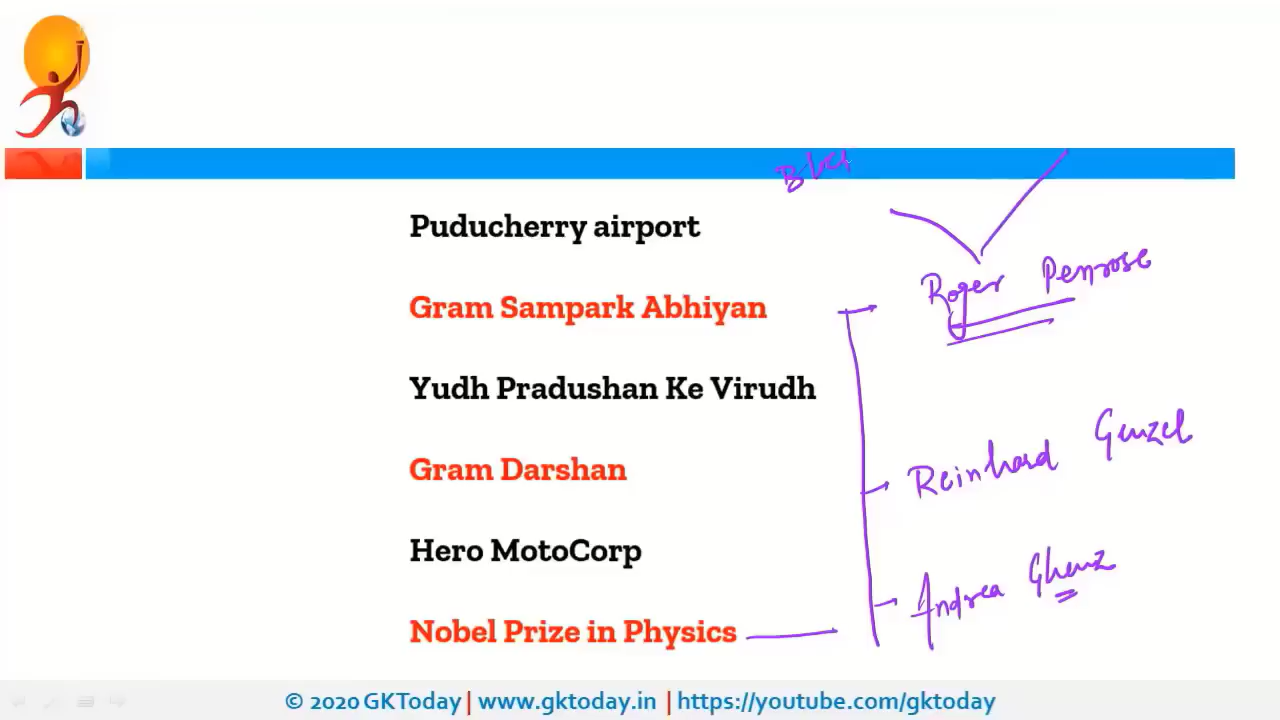 Puducherry airport
Gram Sampark Abhiyan
Yudh Pradushan Ke Virudh
Gram Darshan
Hero MotoCorp
Nobel Prize in Physics
Roger Penrose
Reinhard Genzel
Andrea Ghenz
© 2020 GKToday | www.gktoday.in | https://youtube.com/gktoday